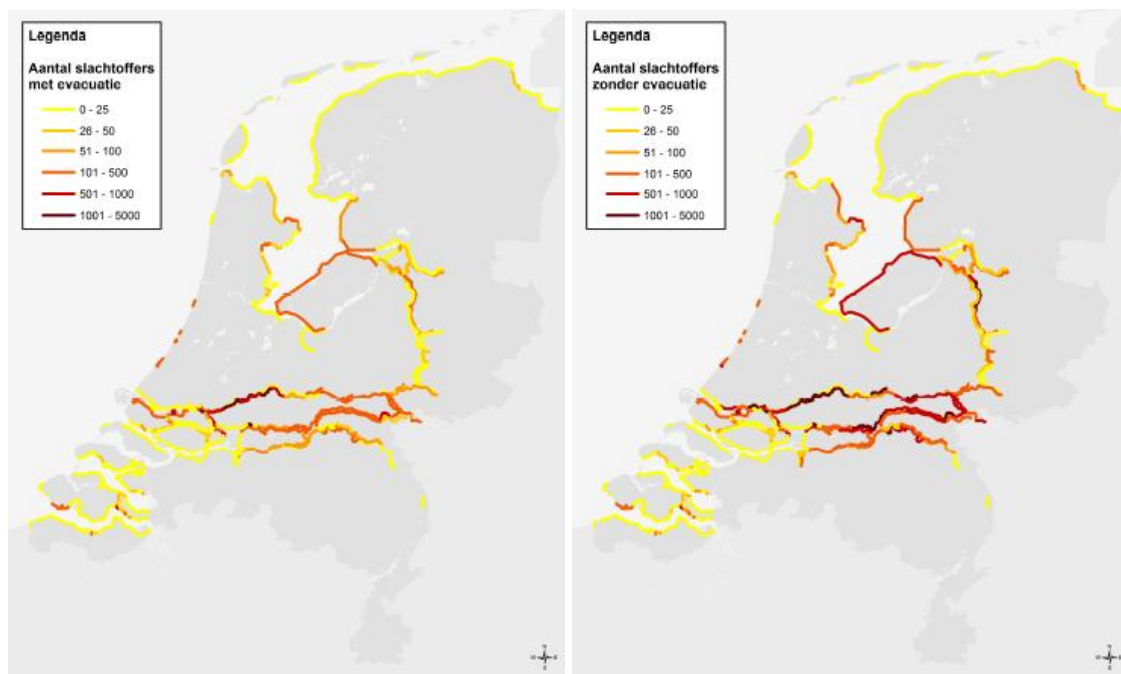 Legenda
Aantal slachtoffers
met evacuatie
0 - 25
26 - 50
51 - 100
101 - 500
501 - 1000
1001 - 5000
N
W
E
S
Legenda
Aantal slachtoffers
zonder evacuatie
0 - 25
26 - 50
51 - 100
101 - 500
501 - 1000
1001 - 5000
N
W
E
S